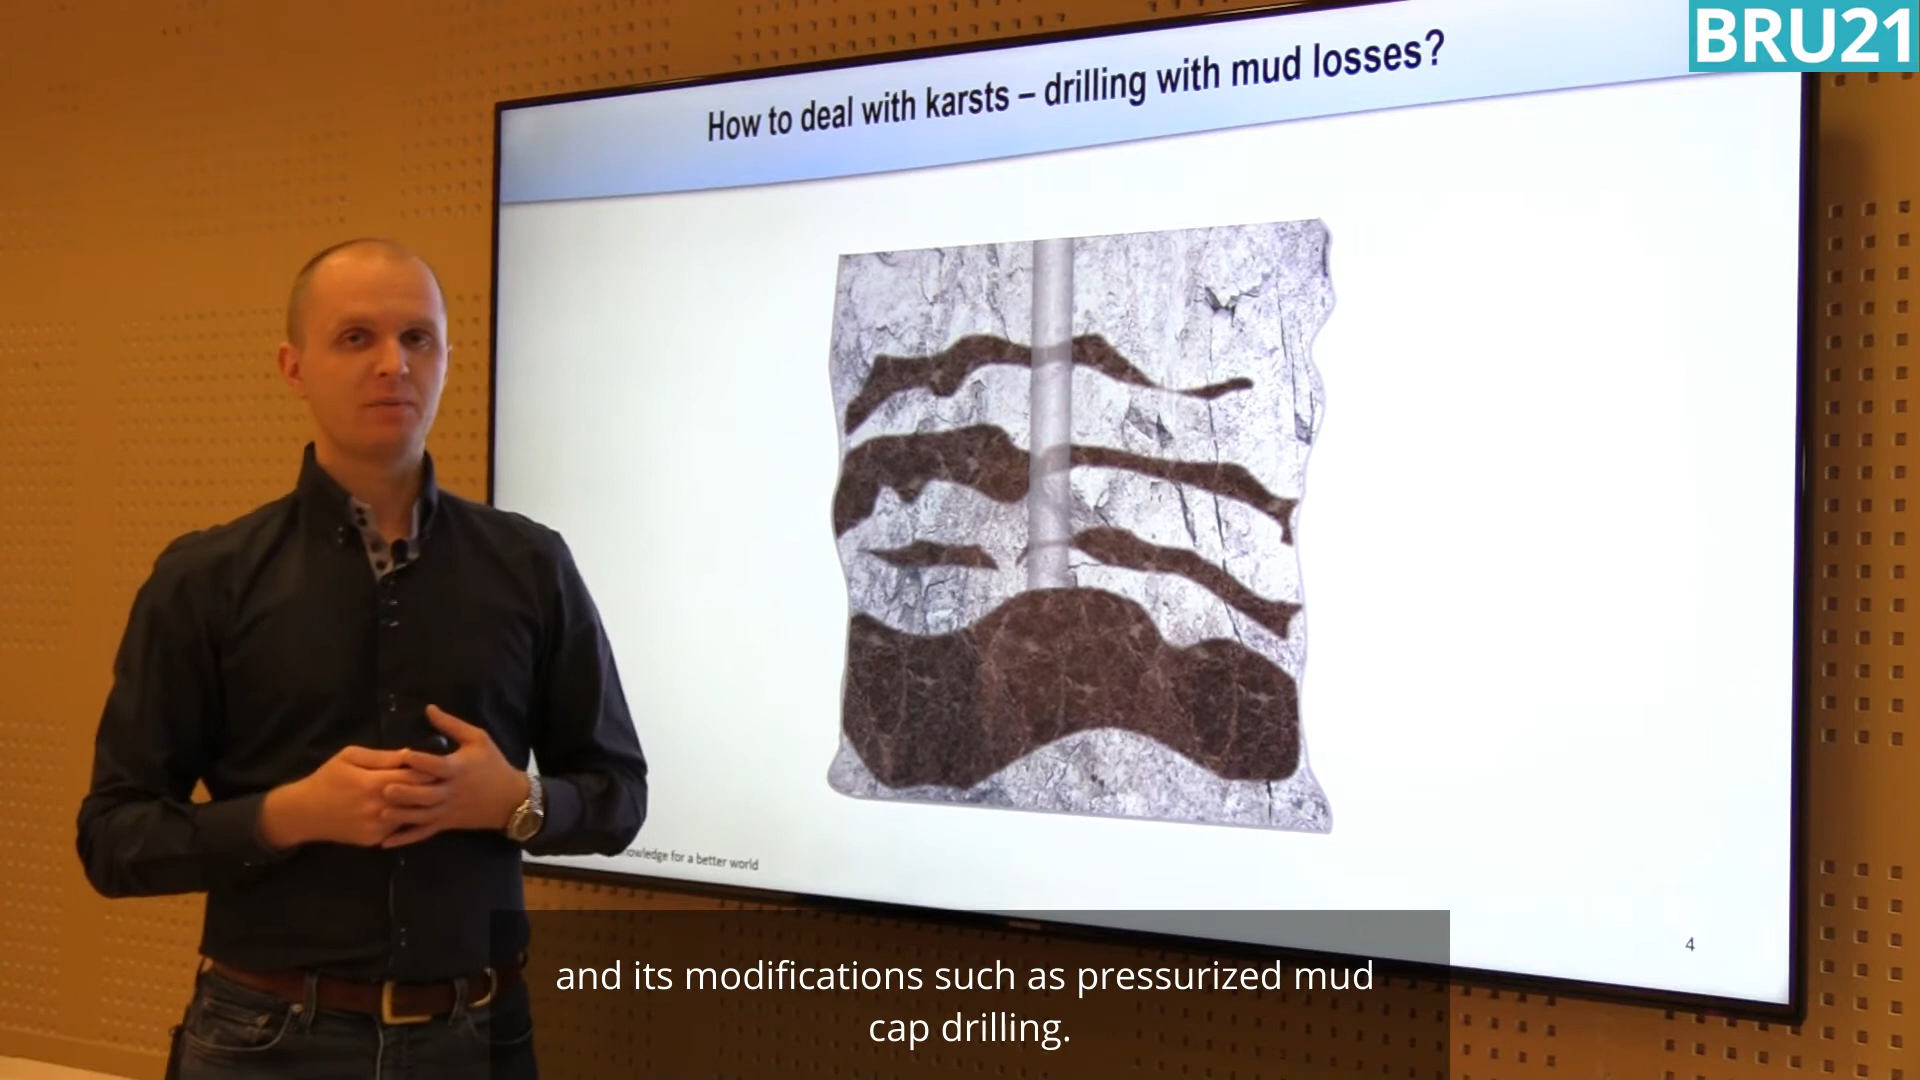 BRU21
How to deal with karsts – drilling with mud losses?
knowledge for a better world
4
and its modifications such as pressurized mud
cap drilling.